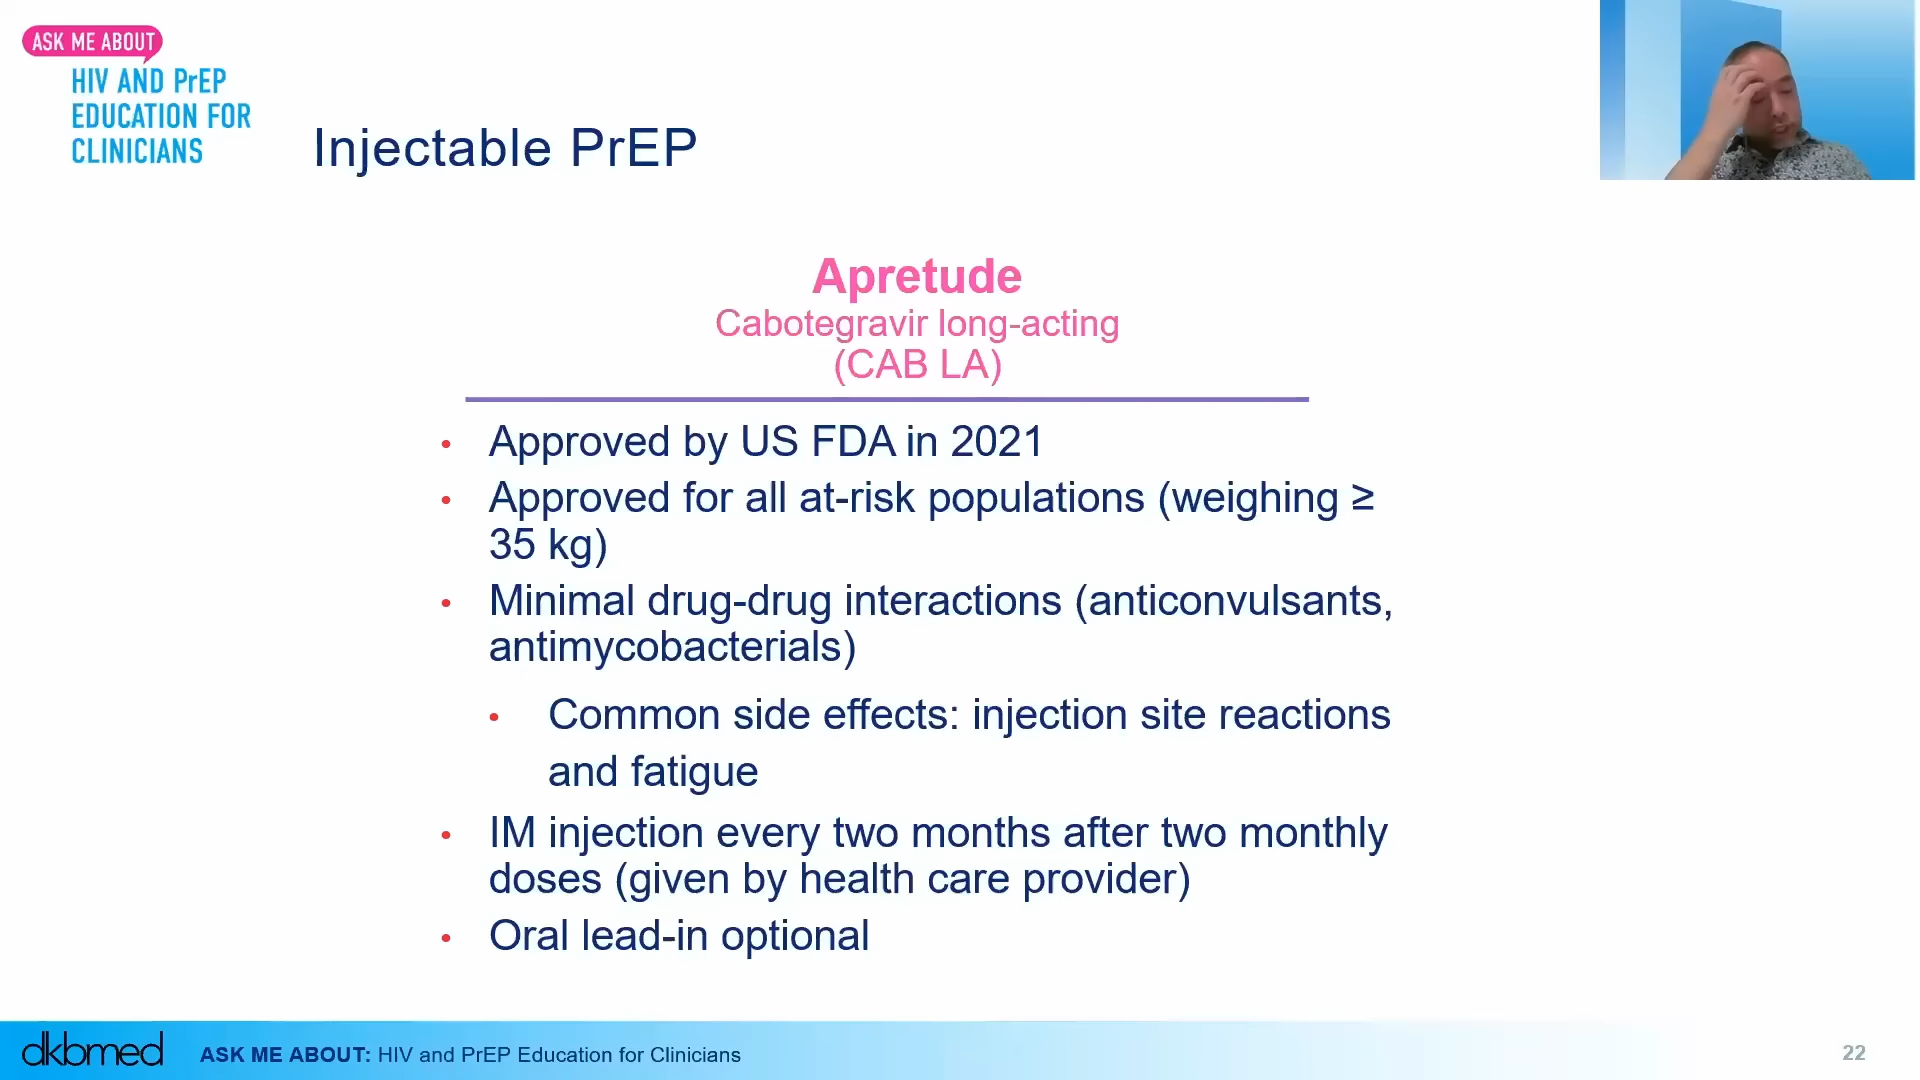 ASK ME ABOUT
HIV AND PrEP
EDUCATION FOR
CLINICIANS
Injectable PrEP
Apretude
Cabotegravir long-acting
(CAB LA)
• Approved by US FDA in 2021
• Approved for all at-risk populations (weighing ≥
35 kg)
• Minimal drug-drug interactions (anticonvulsants,
antimycobacterials)
• Common side effects: injection site reactions
and fatigue
• IM injection every two months after two monthly
doses (given by health care provider)
• Oral lead-in optional
dkbmed
ASK ME ABOUT: HIV and PrEP Education for Clinicians
22